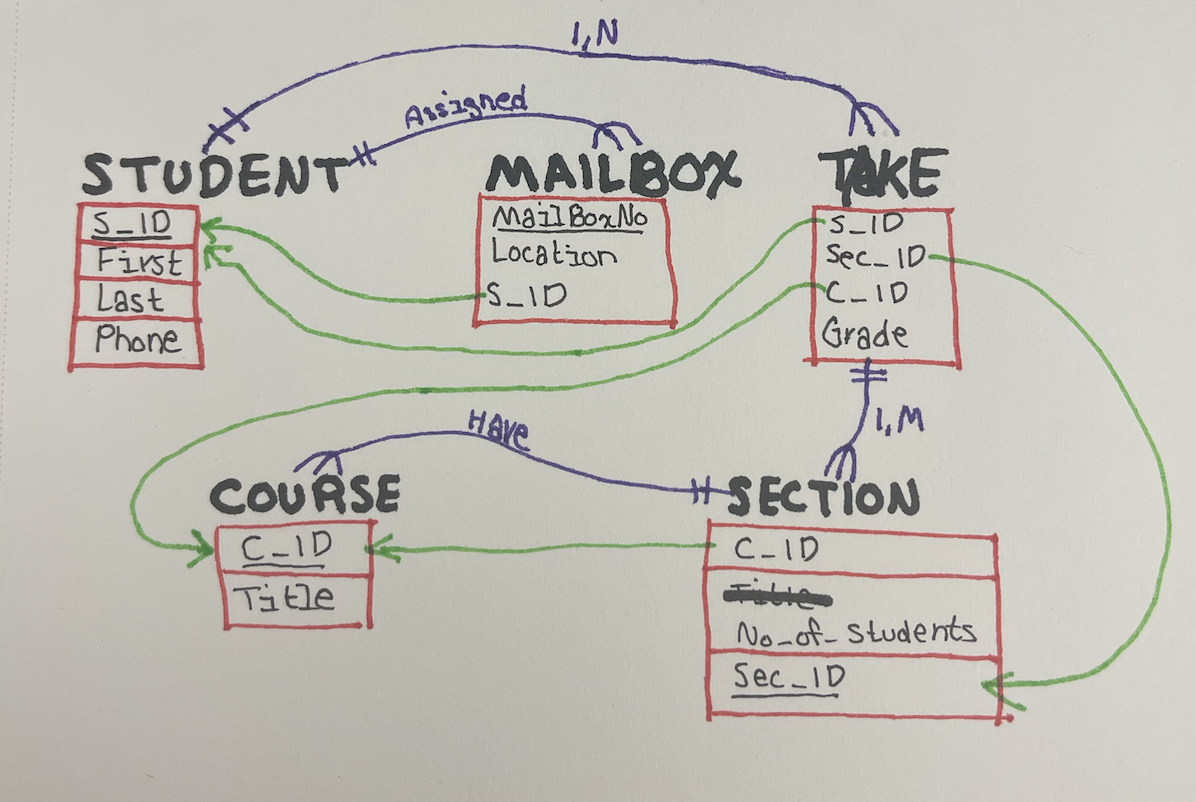 1,N
Assigned
STUDENT
MAILBOX
TAKE
S_ID
First
Last
Phone
MailBoxNo
Location
S_ID
S_ID
Sec_ID
C_ID
Grade
1,M
Have
COURSE
SECTION
C_ID
Title
C_ID
No_of_students
Sec_ID